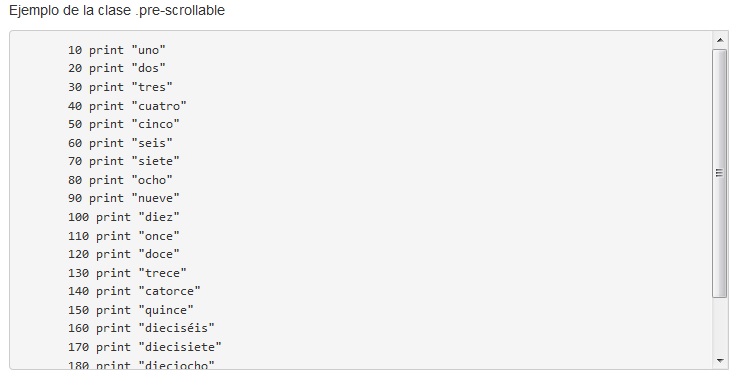 Ejemplo de la clase .pre-scrollable
10 print "uno"
20 print "dos"
30 print "tres"
40 print "cuatro"
50 print "cinco"
60 print "seis"
70 print "siete"
80 print "ocho"
90 print "nueve"
100 print "diez"
110 print "once"
120 print "doce"
130 print "trece"
140 print "catorce"
150 print "quince"
160 print "dieciséis"
170 print "diecisiete"
180 print "dieciocho"